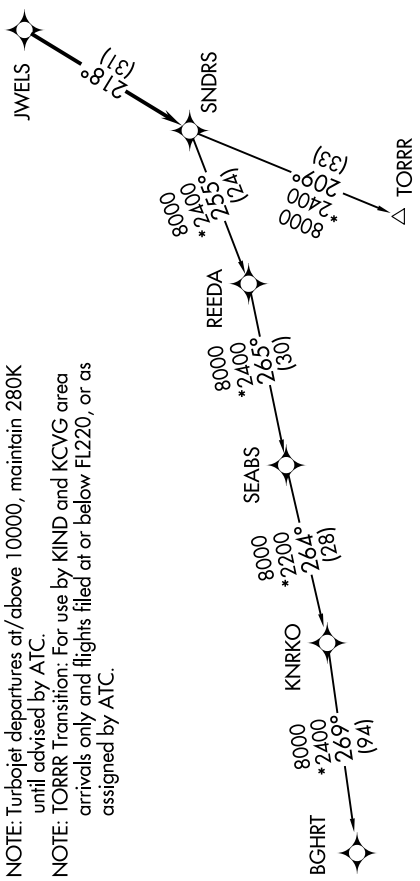 NOTE: Turbojet departures at/above 10000, maintain 280K
until advised by ATC.
NOTE: TORRR Transition: For use by KIND and KCVG area
arrivals only and flights filed at or below FL220, or as
assigned by ATC.
JWELS
218°
(31)
SNDRS
8000
*2400
209°
(33)
TORRR
8000
*2400
255°
(24)
REEDA
8000
*2400
265°
(30)
SEABS
8000
*2200
264°
(28)
KNRKO
8000
*2400
269°
(94)
BGHRT